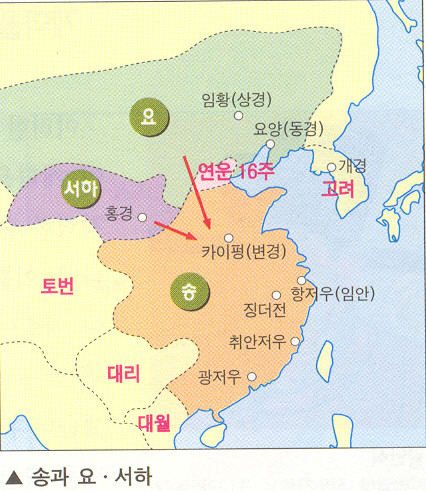 임황(상경)
요
요양(동경)
연운 16주
개경
고려
서하
흥경
카이펑(변경)
토번
송
항저우(임안)
징더전
취안저우
대리
광저우
대월
▲ 송과 요·서하